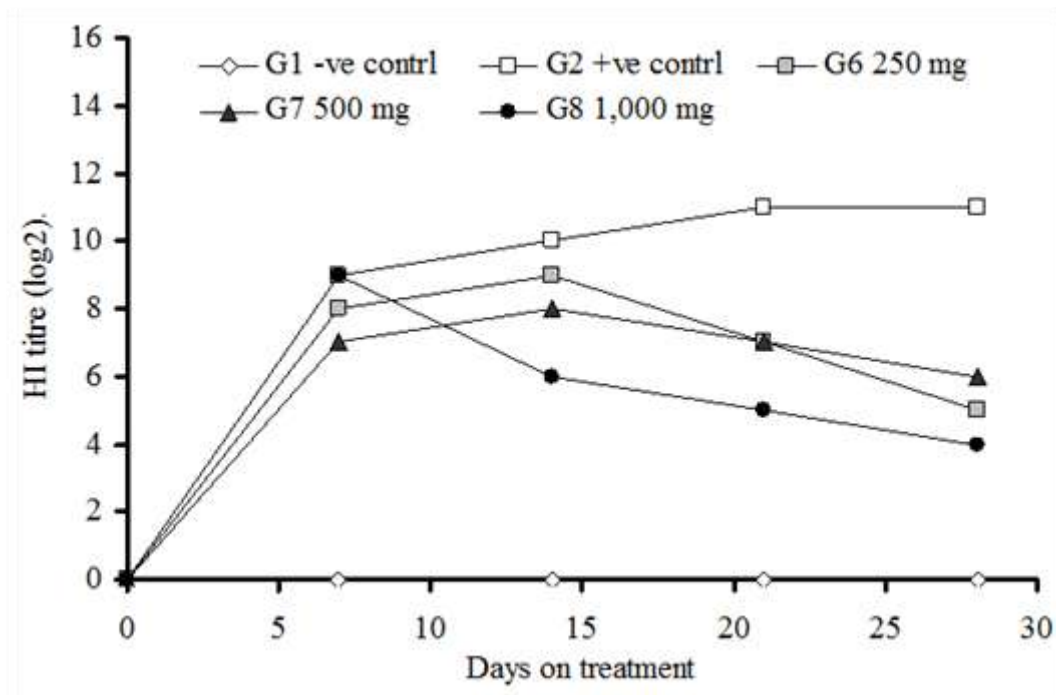 16
14
12
10
8
6
4
2
0
G1 -ve contrl G2 +ve contrl G6 250 mg
G7 500 mg G8 1,000 mg
HI titre (log2).
0 5 10 15 20 25 30
Days on treatment